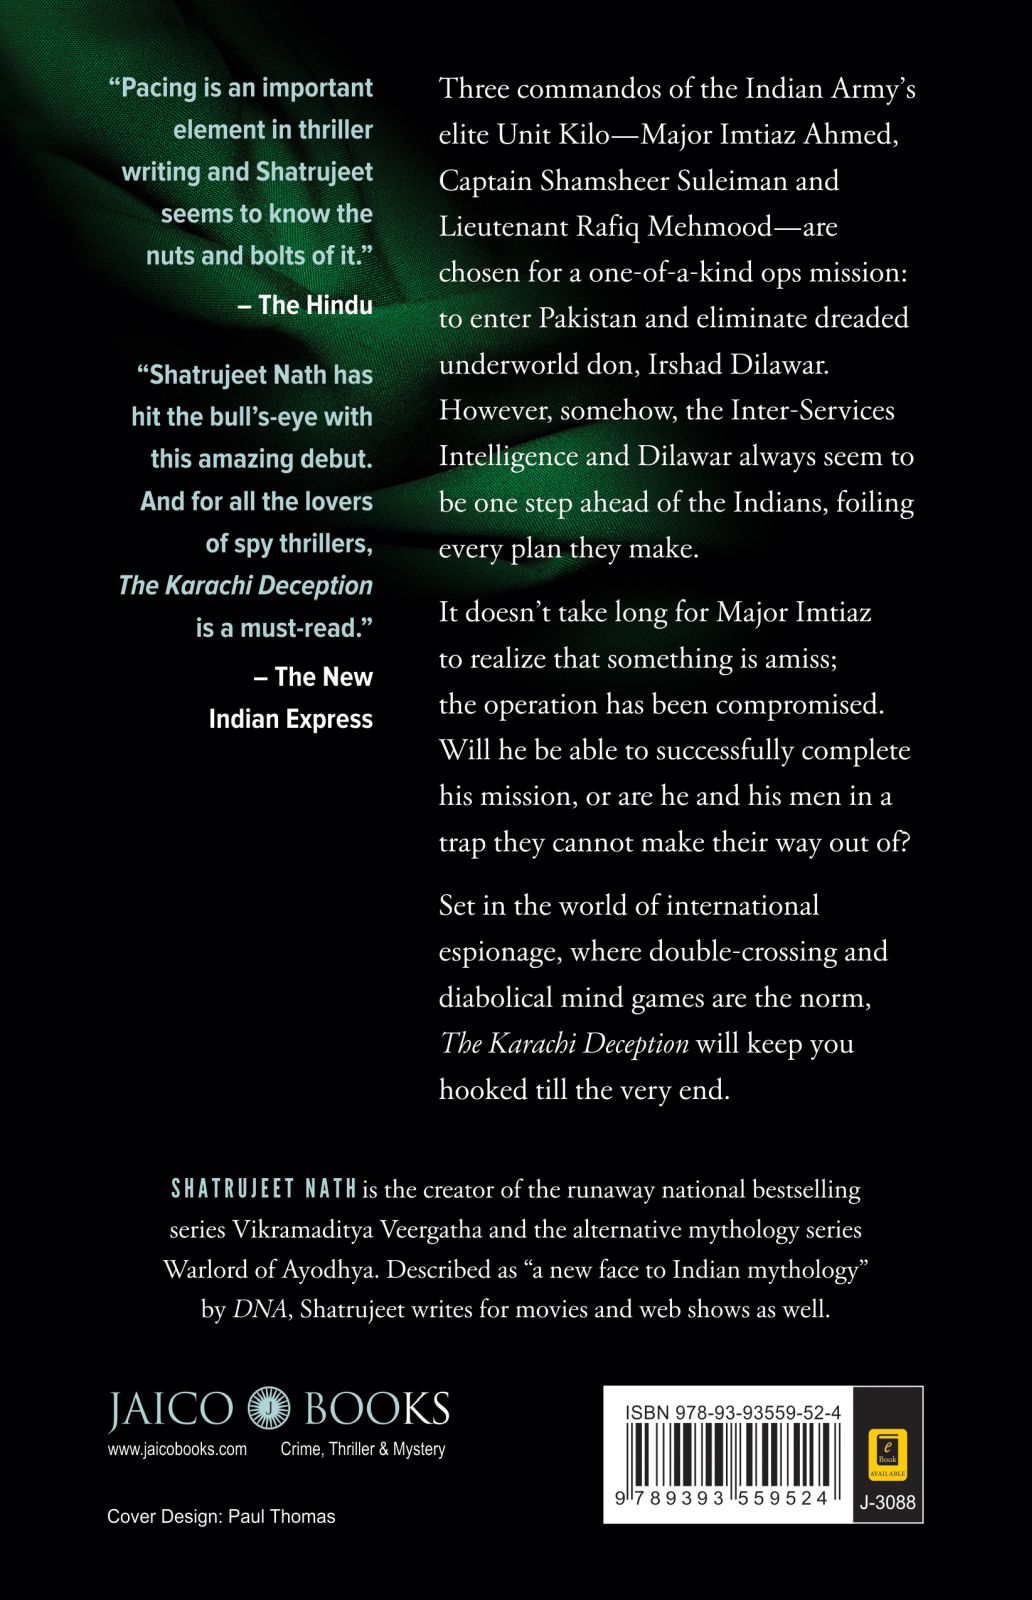 “Pacing is an important
element in thriller
writing and Shatrujeet
seems to know the
nuts and bolts of it.”
– The Hindu
“Shatrujeet Nath has
hit the bull’s-eye with
this amazing debut.
And for all the lovers
of spy thrillers,
The Karachi Deception
is a must-read.”
– The New
Indian Express
Three commandos of the Indian Army’s
elite Unit Kilo—Major Imtiaz Ahmed,
Captain Shamsheer Suleiman and
Lieutenant Rafiq Mehmood—are
chosen for a one-of-a-kind ops mission:
to enter Pakistan and eliminate dreaded
underworld don, Irshad Dilawar.
However, somehow, the Inter-Services
Intelligence and Dilawar always seem to
be one step ahead of the Indians, foiling
every plan they make.
It doesn’t take long for Major Imtiaz
to realize that something is amiss;
the operation has been compromised.
Will he be able to successfully complete
his mission, or are he and his men in a
trap they cannot make their way out of?
Set in the world of international
espionage, where double-crossing and
diabolical mind games are the norm,
The Karachi Deception will keep you
hooked till the very end.
SHATRUJEET NATH is the creator of the runaway national bestselling
series Vikramaditya Veergatha and the alternative mythology series
Warlord of Ayodhya. Described as “a new face to Indian mythology”
by DNA, Shatrujeet writes for movies and web shows as well.
JAICO J BOOKS
www.jaicobooks.com Crime, Thriller & Mystery
Cover Design: Paul Thomas
ISBN 978-93-93559-52-4
9 789393 559524
e
Book
AVAILABLE
J-3088